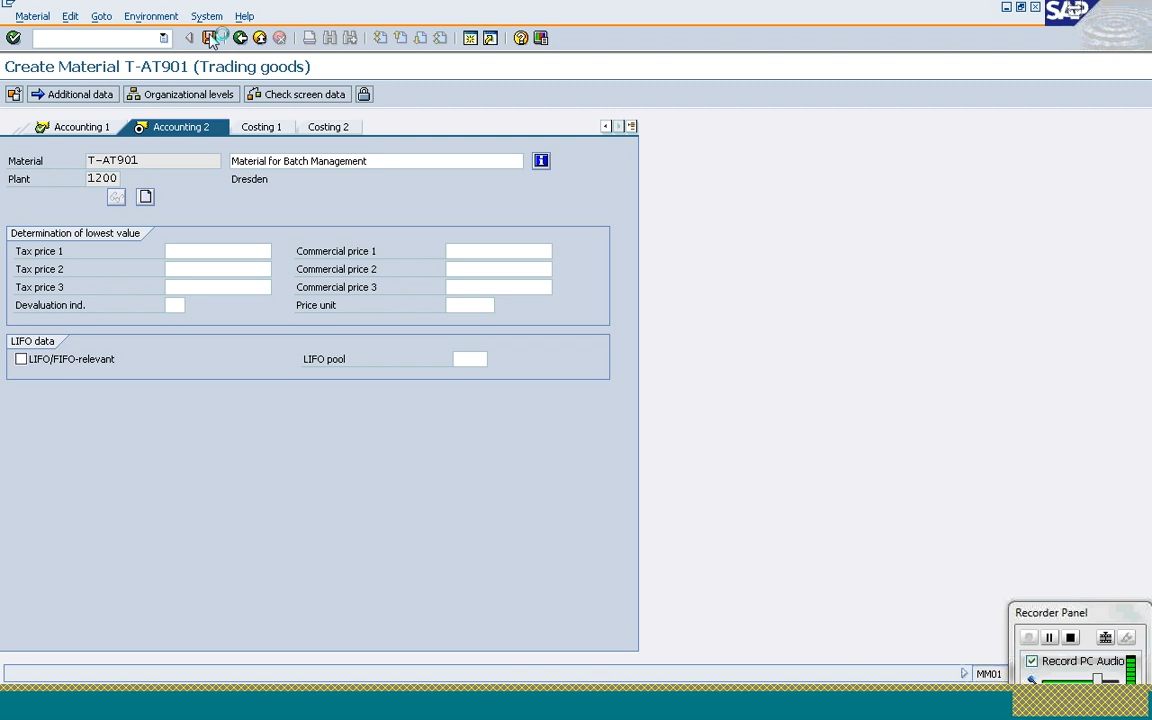 Material Edit Goto Environment System Help
SAP
Create Material T-AT901 (Trading goods)
Additional data Organizational levels Check screen data
Accounting 1 Accounting 2 Costing 1 Costing 2
Material T-AT901 Material for Batch Management
Plant 1200 Dresden
Determination of lowest value
Tax price 1 Commercial price 1
Tax price 2 Commercial price 2
Tax price 3 Commercial price 3
Devaluation ind. Price unit
LIFO data
LIFO/FIFO-relevant LIFO pool
Recorder Panel
Record PC Audio
MM01